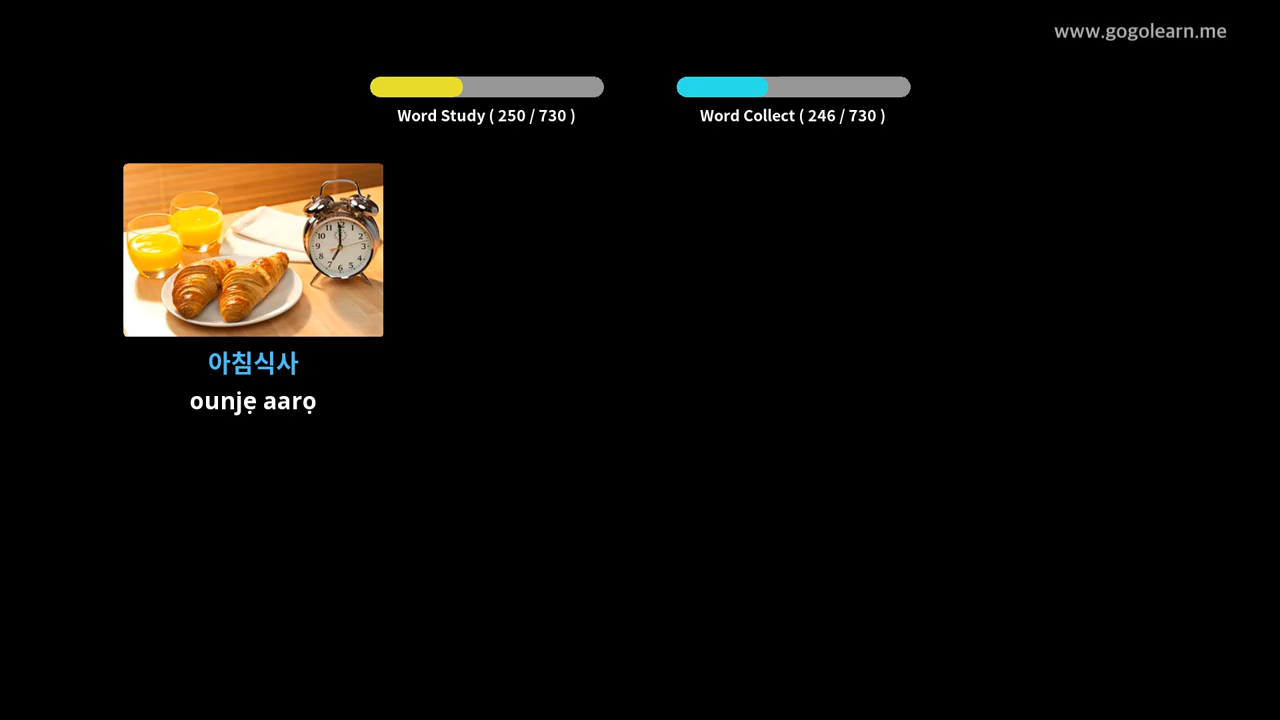 www.gogolearn.me
Word Study ( 250 / 730 )
Word Collect ( 246 / 730 )
아침식사
ounjẹ aarọ